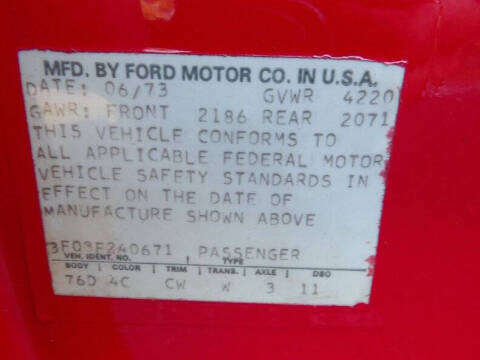 MFD. BY FORD MOTOR CO. IN U.S.A.
DATE: 06/73 GVWR 4220
GAWR: FRONT 2186 REAR 2071
THIS VEHICLE CONFORMS TO
ALL APPLICABLE FEDERAL MOTOR
VEHICLE SAFETY STANDARDS IN
EFFECT ON THE DATE OF
MANUFACTURE SHOWN ABOVE
3F03F240671 PASSENGER
VEH. IDENT. NO. TYPE
BODY COLOR TRIM TRANS. AXLE DSO
76D 4C CW W 3 11